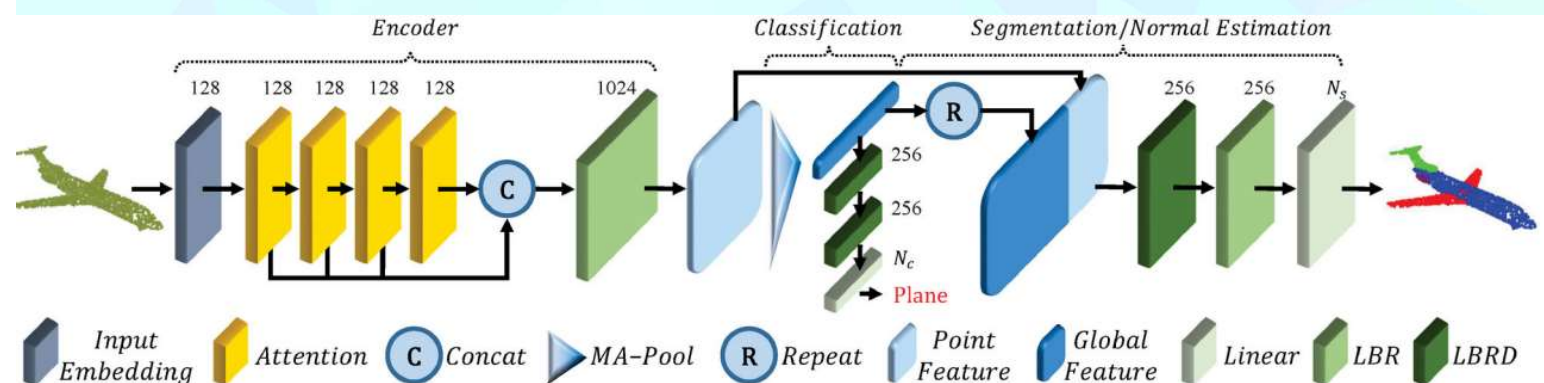 Encoder
Classification
Segmentation/Normal Estimation
128
128
128
128
128
1024
R
256
256
N_s
256
C
256
N_c
Plane
Input
Embedding
Attention
C
Concat
MA–Pool
R
Repeat
Point
Feature
Global
Feature
Linear
LBR
LBRD